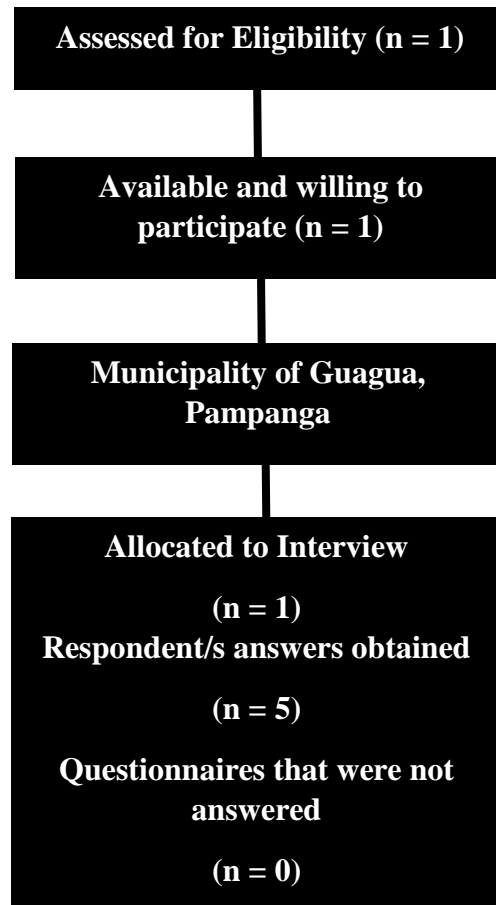 Assessed for Eligibility (n = 1)
Available and willing to
participate (n = 1)
Municipality of Guagua,
Pampanga
Allocated to Interview
(n = 1)
Respondent/s answers obtained
(n = 5)
Questionnaires that were not
answered
(n = 0)